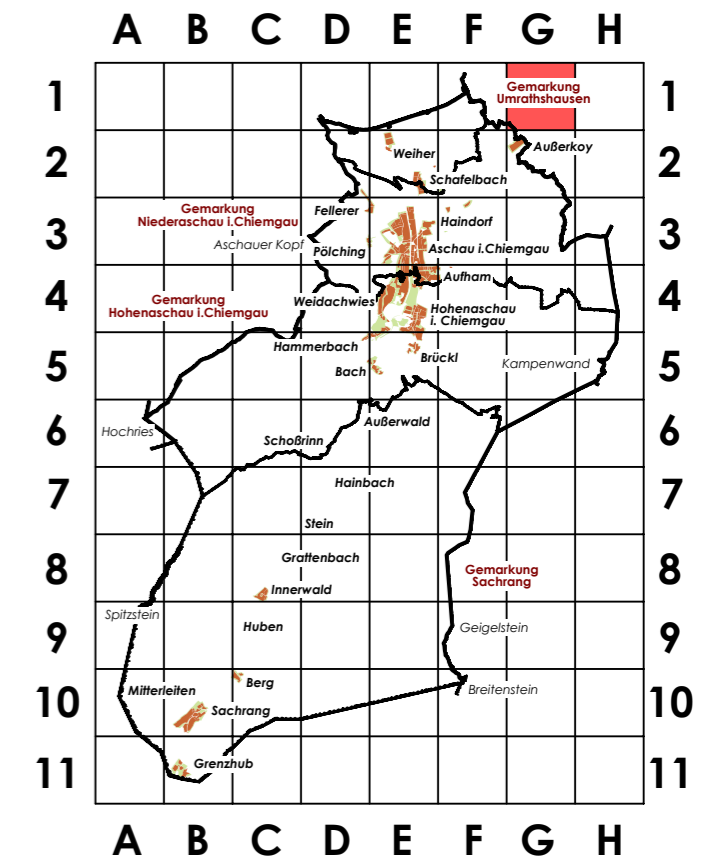 A B C D E F G H
1 1
Gemarkung
Umrathshausen
2 2
Weiher
Außerkoy
Schafelbach
3 3
Gemarkung
Niederaschau i.Chiemgau
Fellerer
Haindorf
Aschauer Kopf
Pölching
Aschau i.Chiemgau
4 4
Aufham
Gemarkung
Hohenaschau i.Chiemgau
Weidachwies
Hohenaschau
i. Chiemgau
5 5
Hammerbach
Brückl
Bach
Kampenwand
6 6
Außerwald
Hochries
Schoßrinn
7 7
Hainbach
Stein
8 8
Grattenbach
Gemarkung
Sachrang
Innerwald
Spitzstein
9 9
Huben
Geigelstein
10 10
Berg
Mitterleiten
Breitenstein
Sachrang
11 11
Grenzhub
A B C D E F G H